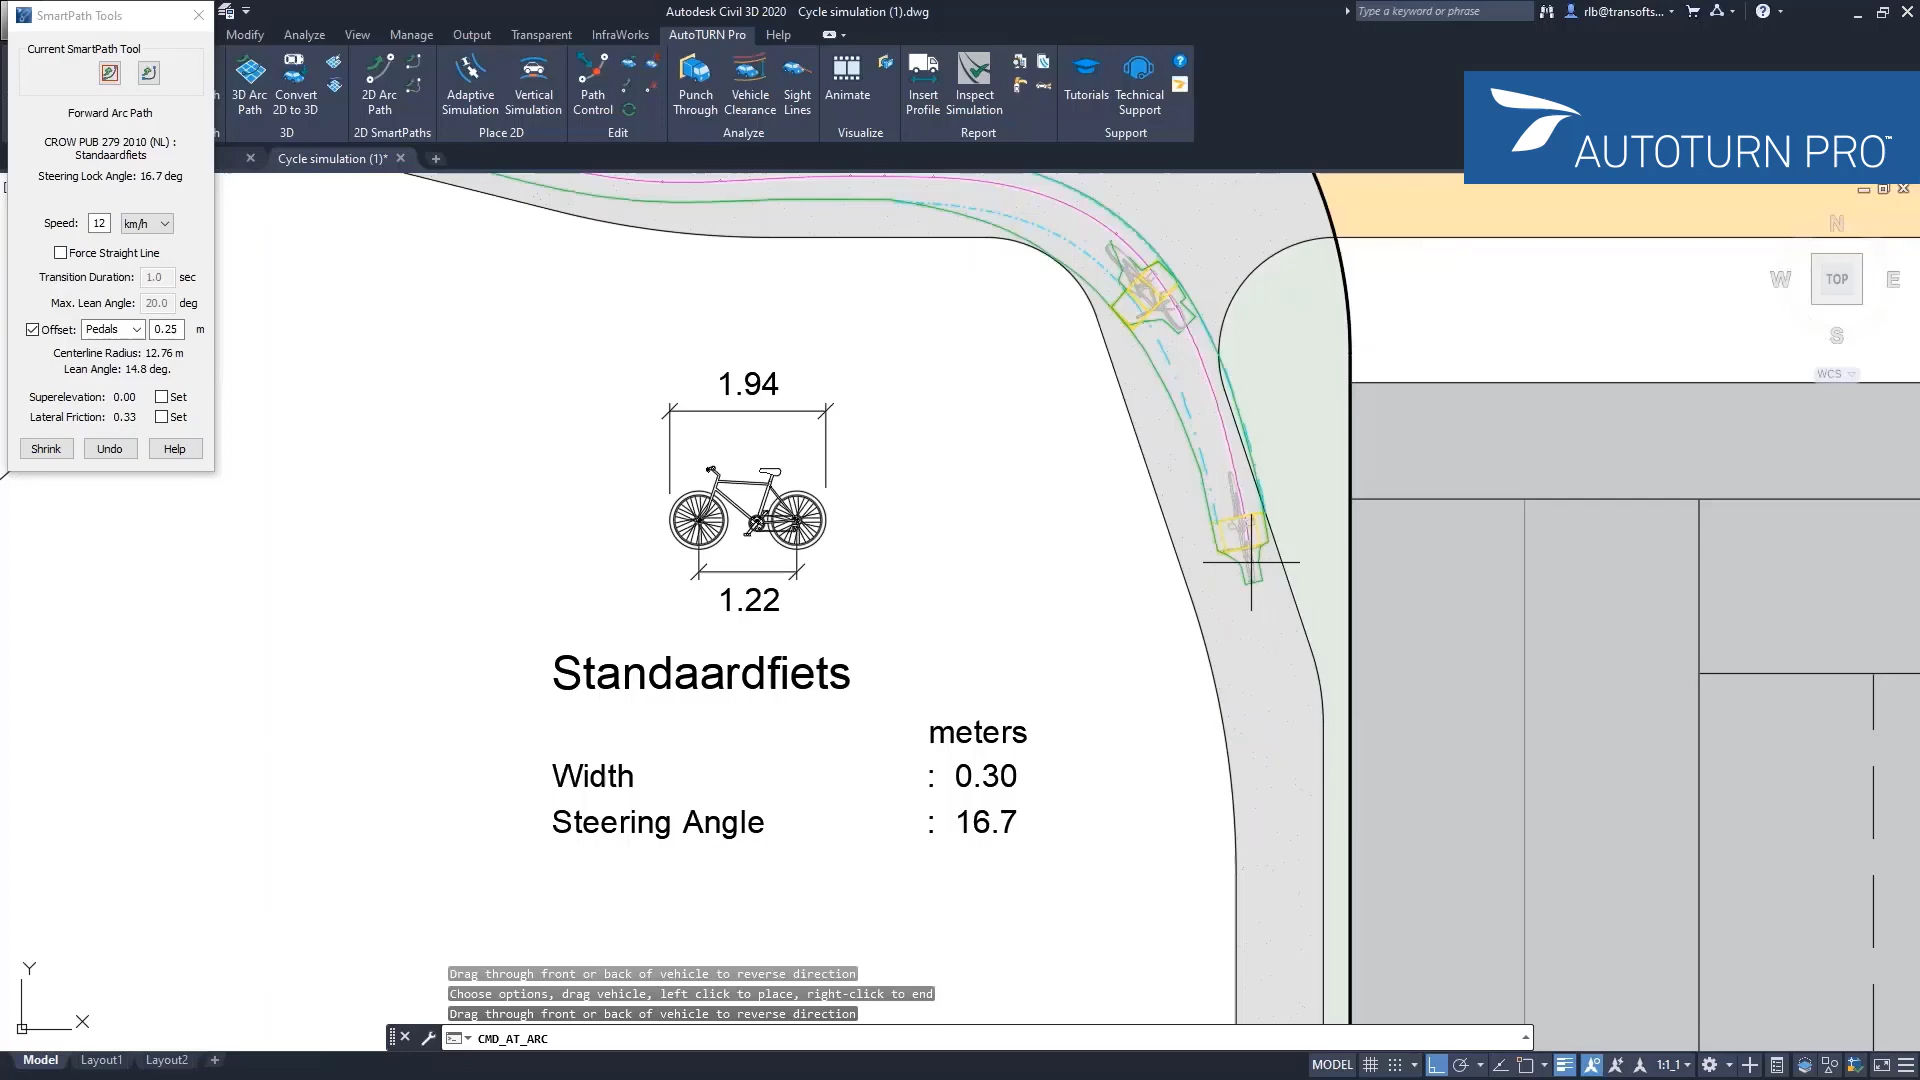 SmartPath Tools
Autodesk Civil 3D 2020 Cycle simulation (1).dwg
Type a keyword or phrase
rlb@transofts...
Modify Analyze View Manage Output Transparent InfraWorks AutoTURN Pro Help
Current SmartPath Tool
Forward Arc Path
CROW PUB 279 2010 (NL) :
Standaardfiets
Steering Lock Angle: 16.7 deg
Speed: 12 km/h
Force Straight Line
Transition Duration: 1.0 sec
Max. Lean Angle: 20.0 deg
Offset: Pedals 0.25 m
Centerline Radius: 12.76 m
Lean Angle: 14.8 deg.
Superelevation: 0.00 Set
Lateral Friction: 0.33 Set
Shrink Undo Help
3D Arc Path
Convert 2D to 3D
3D
2D Arc Path
2D SmartPaths
Adaptive Simulation
Vertical Simulation
Place 2D
Path Control
Edit
Punch Through
Vehicle Clearance
Sight Lines
Analyze
Animate
Visualize
Insert Profile
Inspect Simulation
Report
Tutorials
Technical Support
Support
Cycle simulation (1)*
AUTOTURN PRO™
N
W TOP E
S
WCS
1.94
1.22
Standaardfiets
meters
Width : 0.30
Steering Angle : 16.7
Y
X
Drag through front or back of vehicle to reverse direction
Choose options, drag vehicle, left click to place, right-click to end
Drag through front or back of vehicle to reverse direction
CMD_AT_ARC
Model Layout1 Layout2 +
MODEL
1:1_1